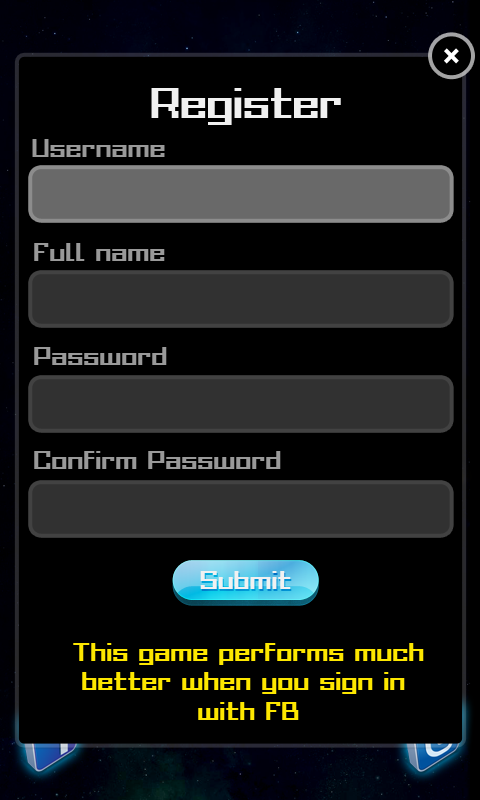 Register
Username
Full name
Password
Confirm Password
Submit
This game performs much
better when you sign in
with FB